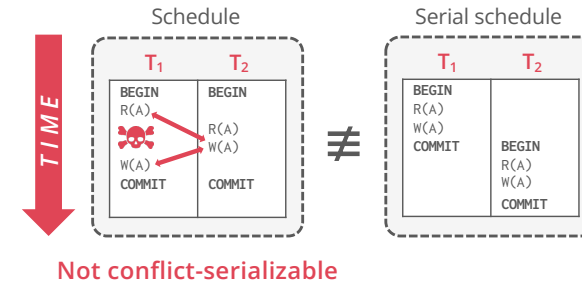 Schedule
Serial schedule
TIME
T₁ T₂
BEGIN BEGIN
R(A)
R(A)
W(A)
W(A)
COMMIT COMMIT
≢
T₁ T₂
BEGIN
R(A)
W(A)
COMMIT BEGIN
R(A)
W(A)
COMMIT
Not conflict-serializable